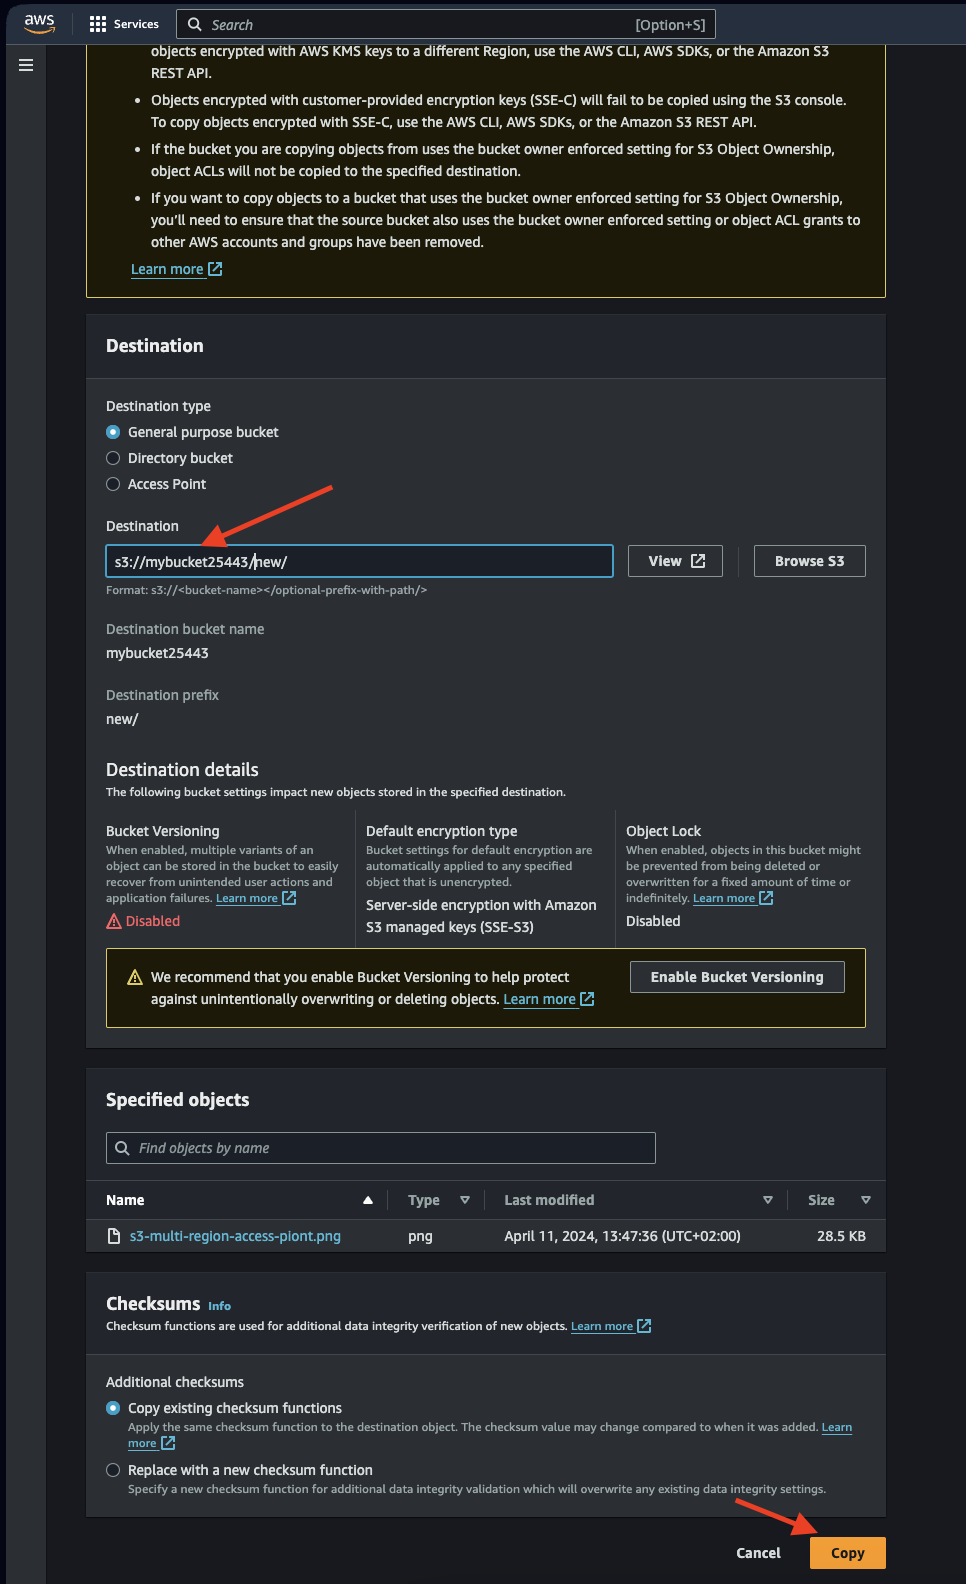 aws
Services
Search
[Option+S]
objects encrypted with AWS KMS keys to a different Region, use the AWS CLI, AWS SDKs, or the Amazon S3
REST API.
• Objects encrypted with customer-provided encryption keys (SSE-C) will fail to be copied using the S3 console.
To copy objects encrypted with SSE-C, use the AWS CLI, AWS SDKs, or the Amazon S3 REST API.
• If the bucket you are copying objects from uses the bucket owner enforced setting for S3 Object Ownership,
object ACLs will not be copied to the specified destination.
• If you want to copy objects to a bucket that uses the bucket owner enforced setting for S3 Object Ownership,
you’ll need to ensure that the source bucket also uses the bucket owner enforced setting or object ACL grants to
other AWS accounts and groups have been removed.
Learn more
Destination
Destination type
General purpose bucket
Directory bucket
Access Point
Destination
s3://mybucket25443/new/
View
Browse S3
Format: s3://<bucket-name></optional-prefix-with-path/>
Destination bucket name
mybucket25443
Destination prefix
new/
Destination details
The following bucket settings impact new objects stored in the specified destination.
Bucket Versioning
When enabled, multiple variants of an
object can be stored in the bucket to easily
recover from unintended user actions and
application failures. Learn more
Disabled
Default encryption type
Bucket settings for default encryption are
automatically applied to any specified
object that is unencrypted.
Server-side encryption with Amazon
S3 managed keys (SSE-S3)
Object Lock
When enabled, objects in this bucket might
be prevented from being deleted or
overwritten for a fixed amount of time or
indefinitely. Learn more
Disabled
We recommend that you enable Bucket Versioning to help protect
against unintentionally overwriting or deleting objects. Learn more
Enable Bucket Versioning
Specified objects
Find objects by name
Name
Type
Last modified
Size
s3-multi-region-access-piont.png
png
April 11, 2024, 13:47:36 (UTC+02:00)
28.5 KB
Checksums Info
Checksum functions are used for additional data integrity verification of new objects. Learn more
Additional checksums
Copy existing checksum functions
Apply the same checksum function to the destination object. The checksum value may change compared to when it was added. Learn
more
Replace with a new checksum function
Specify a new checksum function for additional data integrity validation which will overwrite any existing data integrity settings.
Cancel
Copy